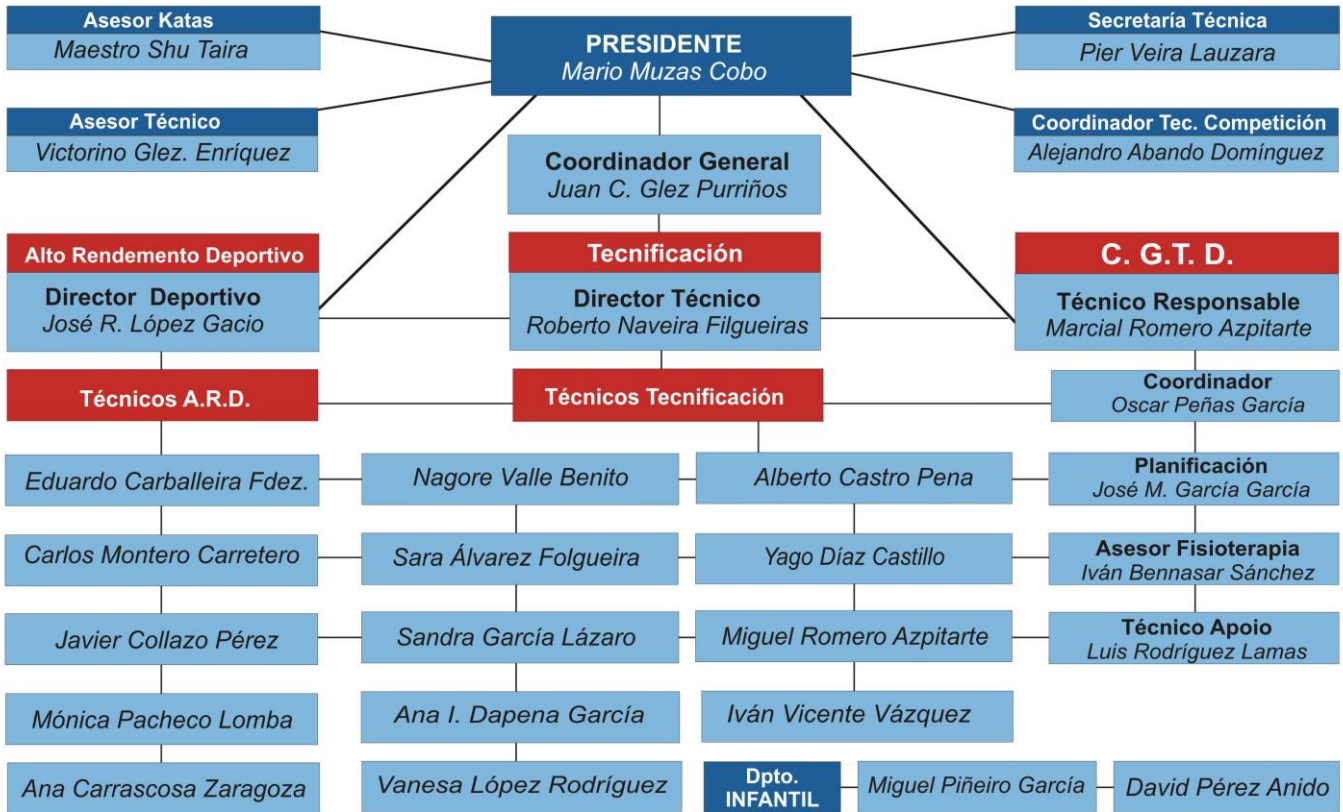 Asesor Katas
Maestro Shu Taira
PRESIDENTE
Mario Muzas Cobo
Secretaría Técnica
Pier Veira Lauzara
Asesor Técnico
Victorino Glez. Enríquez
Coordinador Tec. Competición
Alejandro Abando Domínguez
Coordinador General
Juan C. Glez Purriños
Alto Rendemento Deportivo
Director Deportivo
José R. López Gacio
Tecnificación
Director Técnico
Roberto Naveira Filgueiras
C. G.T. D.
Técnico Responsable
Marcial Romero Azpitarte
Técnicos A.R.D.
Técnicos Tecnificación
Coordinador
Oscar Peñas García
Eduardo Carballeira Fdez.
Nagore Valle Benito
Alberto Castro Pena
Planificación
José M. García García
Carlos Montero Carretero
Sara Álvarez Folgueira
Yago Díaz Castillo
Asesor Fisioterapia
Iván Bennasar Sánchez
Javier Collazo Pérez
Sandra García Lázaro
Miguel Romero Azpitarte
Técnico Apoio
Luis Rodríguez Lamas
Mónica Pacheco Lomba
Ana I. Dapena García
Iván Vicente Vázquez
Ana Carrascosa Zaragoza
Vanesa López Rodríguez
Dpto.
INFANTIL
Miguel Piñeiro García
David Pérez Anido